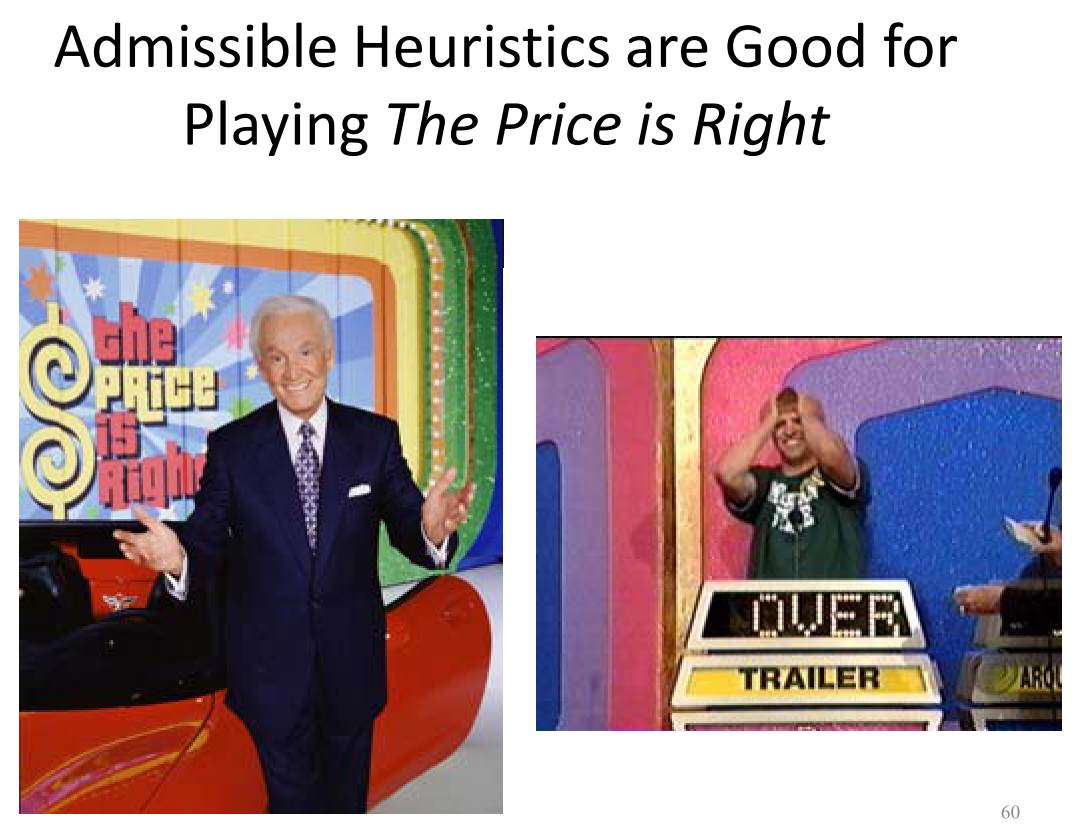 Admissible Heuristics are Good for
Playing The Price is Right
the
PRICE
is
Righ
OVER
TRAILER
60